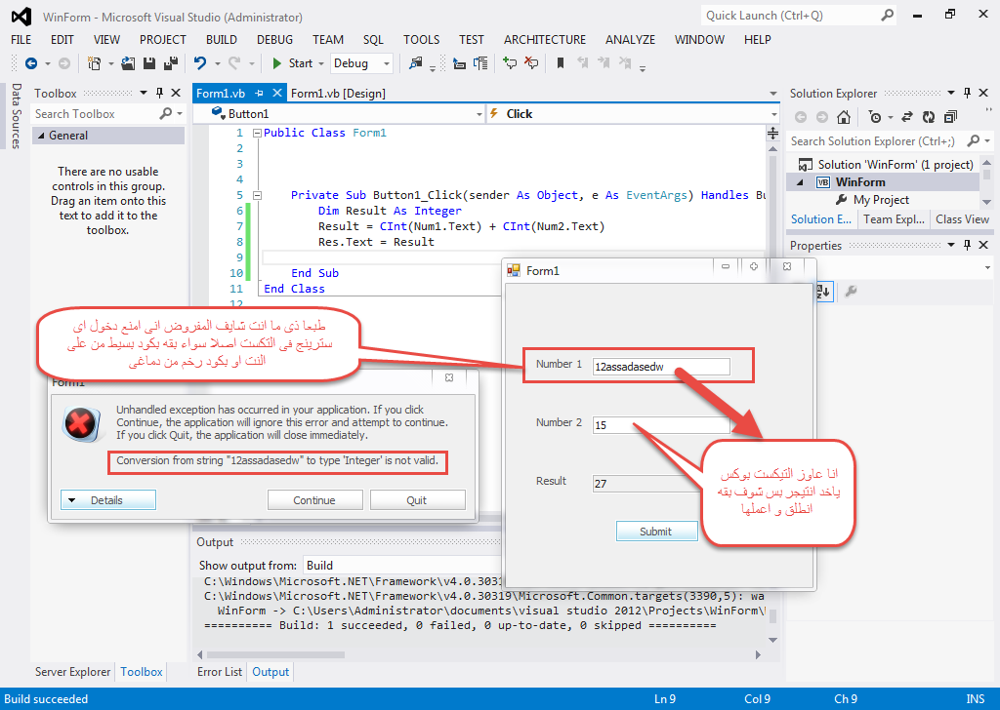 WinForm - Microsoft Visual Studio (Administrator)
Quick Launch (Ctrl+Q)
FILE EDIT VIEW PROJECT BUILD DEBUG TEAM SQL TOOLS TEST ARCHITECTURE ANALYZE WINDOW HELP
Start Debug
Data Sources
Toolbox
Search Toolbox
General
There are no usable
controls in this group.
Drag an item onto this
text to add it to the
toolbox.
Form1.vb Form1.vb [Design]
Button1 Click
1 Public Class Form1
2
3
4
5 Private Sub Button1_Click(sender As Object, e As EventArgs) Handles Bu
6 Dim Result As Integer
7 Result = CInt(Num1.Text) + CInt(Num2.Text)
8 Res.Text = Result
9
10 End Sub
11 End Class
12
Solution Explorer
Search Solution Explorer (Ctrl+;)
Solution 'WinForm' (1 project)
VB WinForm
My Project
Solution E... Team Expl... Class View
Properties
Form1
Number 1 12assadasedw
Number 2 15
Result 27
Submit
طبعا ذى ما انت شايف المفروض انى امنع دخول اى
سترينج فى التكست اصلا سواء بقه بكود بسيط من على
النت او بكود رخم من دماغى
انا عاوز التيكست بوكس
ياخد انتيجر بس شوف بقه
انطلق و اعملها
Form1
Unhandled exception has occurred in your application. If you click
Continue, the application will ignore this error and attempt to continue.
If you click Quit, the application will close immediately.
Conversion from string "12assadasedw" to type 'Integer' is not valid.
Details Continue Quit
Output
Show output from: Build
C:\Windows\Microsoft.NET\Framework\v4.0.3031
C:\Windows\Microsoft.NET\Framework\v4.0.30319\Microsoft.Common.targets(3390,5): wa
WinForm -> C:\Users\Administrator\documents\visual studio 2012\Projects\WinForm\
========== Build: 1 succeeded, 0 failed, 0 up-to-date, 0 skipped ==========
Server Explorer Toolbox
Error List Output
Build succeeded Ln 9 Col 9 Ch 9 INS